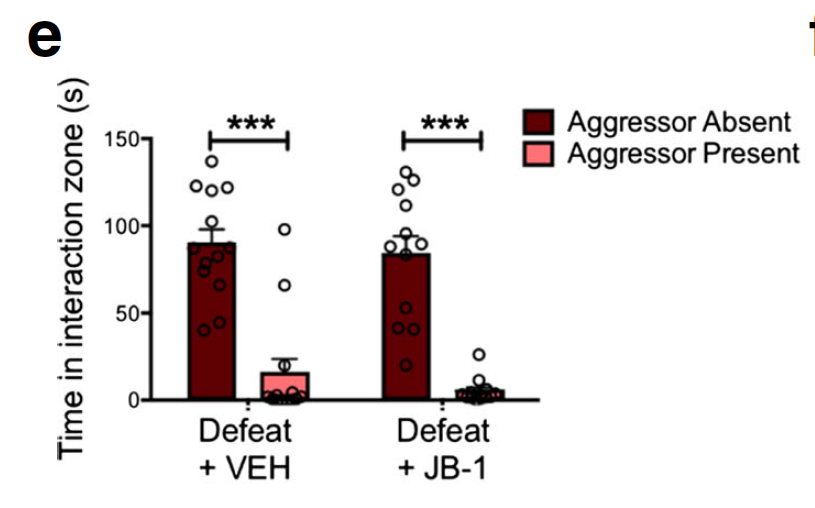 e
Time in interaction zone (s)
150
100
50
0
***
***
Aggressor Absent
Aggressor Present
Defeat
+ VEH
Defeat
+ JB-1